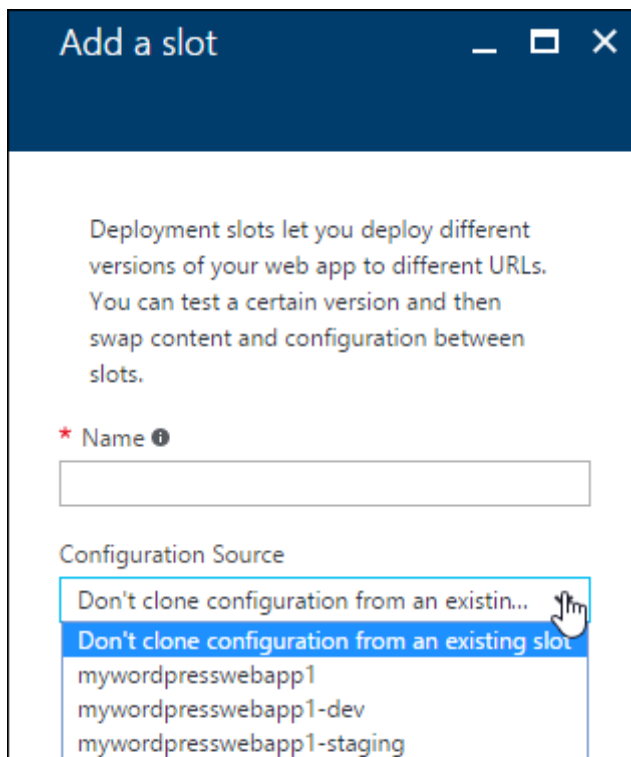 Add a slot
Deployment slots let you deploy different
versions of your web app to different URLs.
You can test a certain version and then
swap content and configuration between
slots.
* Name
Configuration Source
Don't clone configuration from an existin...
Don't clone configuration from an existing slot
mywordpresswebapp1
mywordpresswebapp1-dev
mywordpresswebapp1-staging